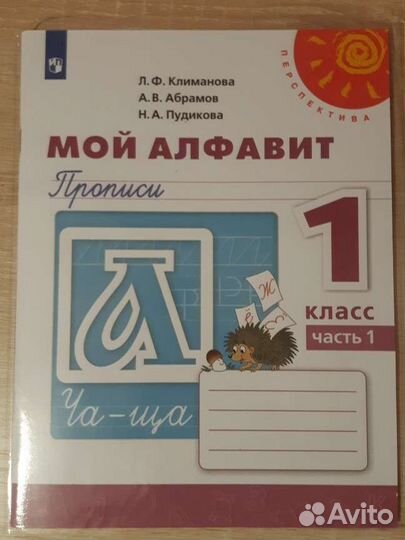 Л.Ф. Климанова
А.В. Абрамов
Н.А. Пудикова
ПЕРСПЕКТИВА
МОЙ АЛФАВИТ
Прописи
1
класс
часть 1
Л
Ж
Ча-ща
Avito